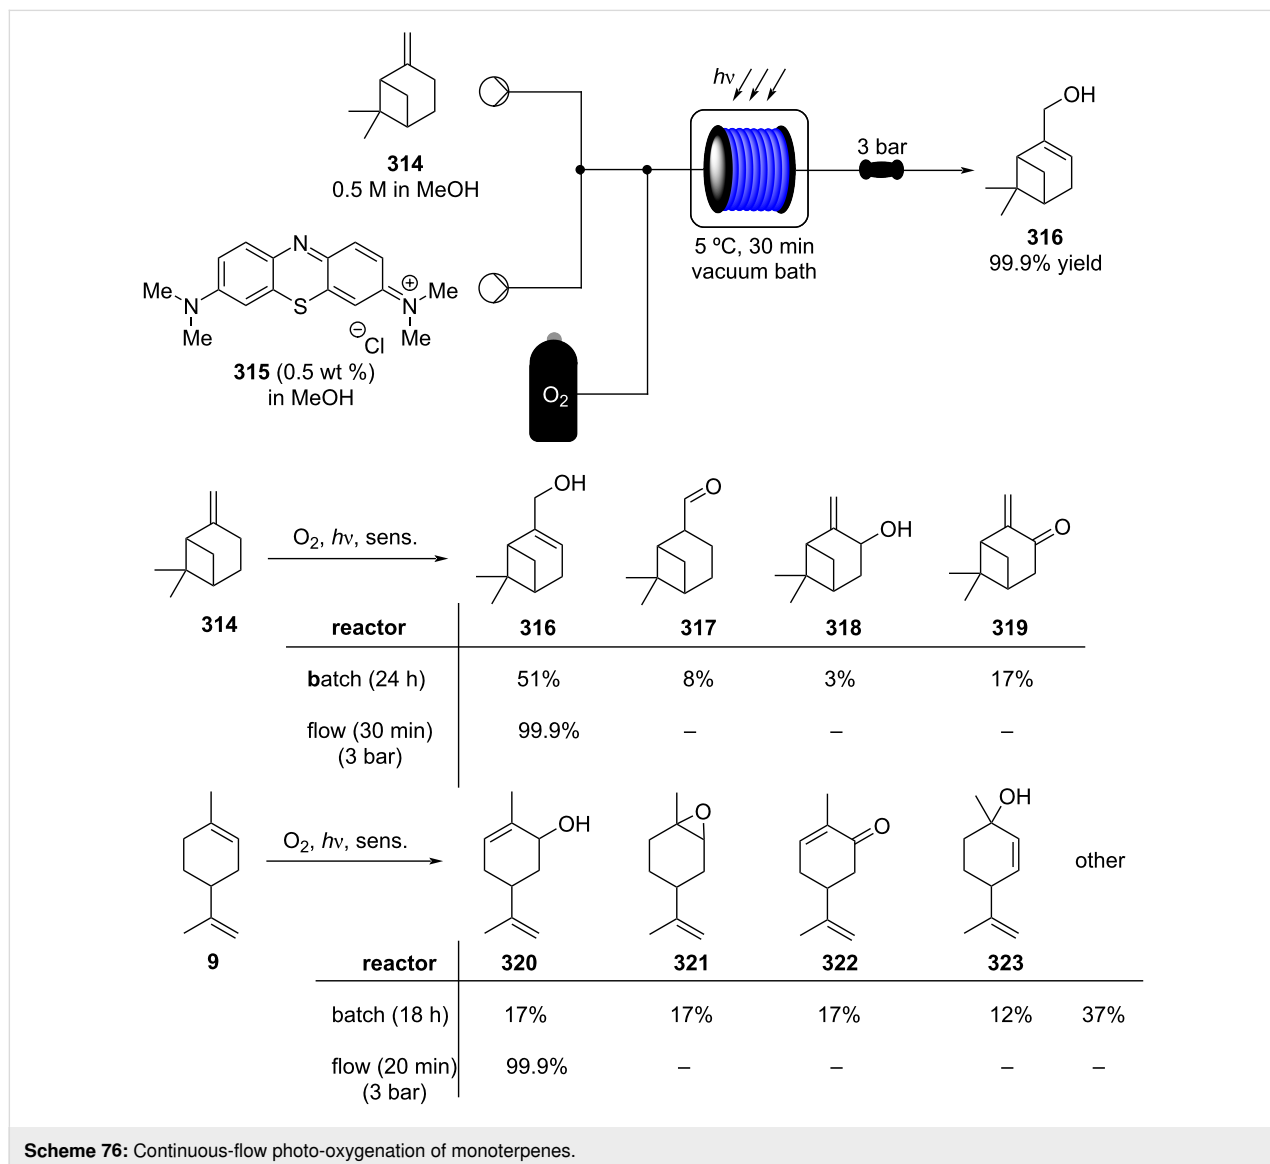 hν
OH
3 bar
314
0.5 M in MeOH
316
99.9% yield
5 ºC, 30 min
vacuum bath
N
Me
N
Me
S
⊕
N
Me
Me
⊖
Cl
315 (0.5 wt %)
in MeOH
O2
O2, hν, sens.
OH
O
OH
O
314
reactor 316 317 318 319
batch (24 h) 51% 8% 3% 17%
flow (30 min) 99.9% – – –
(3 bar)
O2, hν, sens.
OH
O
O
OH
other
9
reactor 320 321 322 323
batch (18 h) 17% 17% 17% 12% 37%
flow (20 min) 99.9% – – – –
(3 bar)
Scheme 76: Continuous-flow photo-oxygenation of monoterpenes.